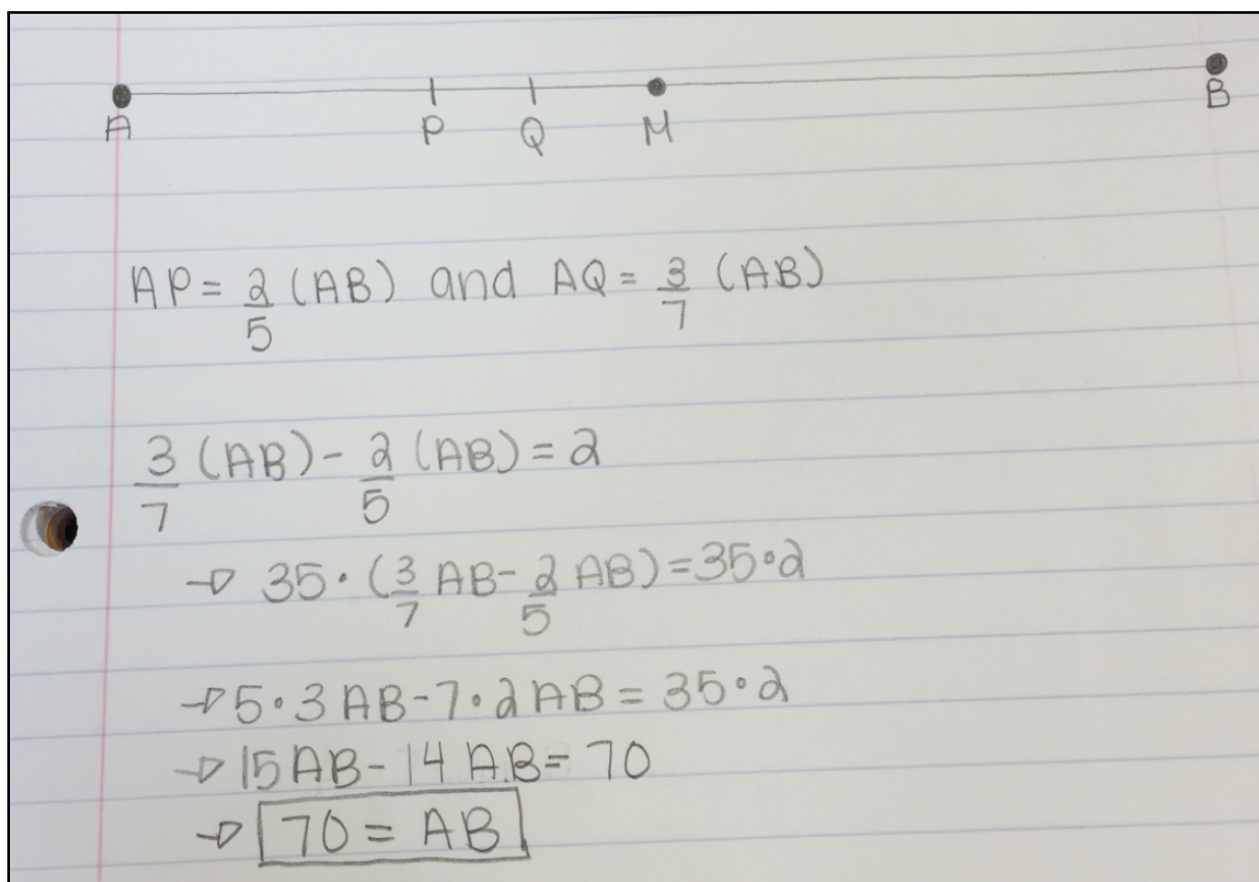 A P Q M B
AP = 2/5 (AB) and AQ = 3/7 (AB)
3/7 (AB) - 2/5 (AB) = 2
→ 35 · (3/7 AB - 2/5 AB) = 35 · 2
→ 5 · 3 AB - 7 · 2 AB = 35 · 2
→ 15 AB - 14 AB = 70
→ 70 = AB